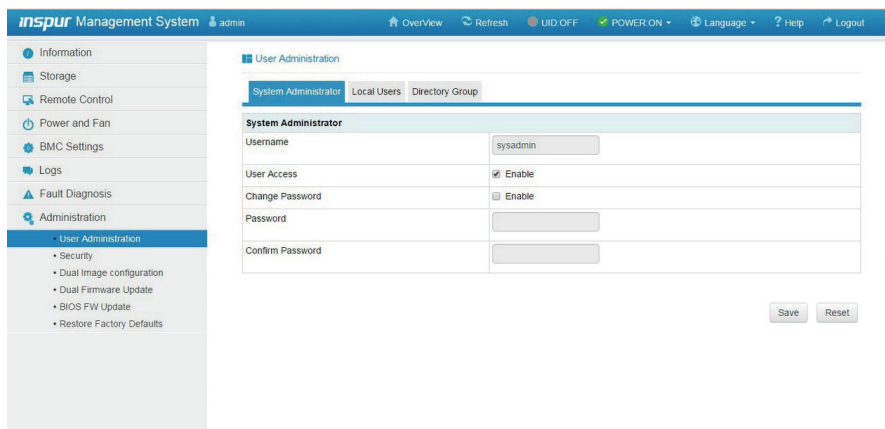 inspur Management System admin OverView Refresh UID:OFF POWER:ON Language ? Help Logout
Information
Storage
Remote Control
Power and Fan
BMC Settings
Logs
Fault Diagnosis
Administration
• User Administration
• Security
• Dual Image configuration
• Dual Firmware Update
• BIOS FW Update
• Restore Factory Defaults
User Administration
System Administrator Local Users Directory Group
System Administrator
Username sysadmin
User Access Enable
Change Password Enable
Password
Confirm Password
Save Reset